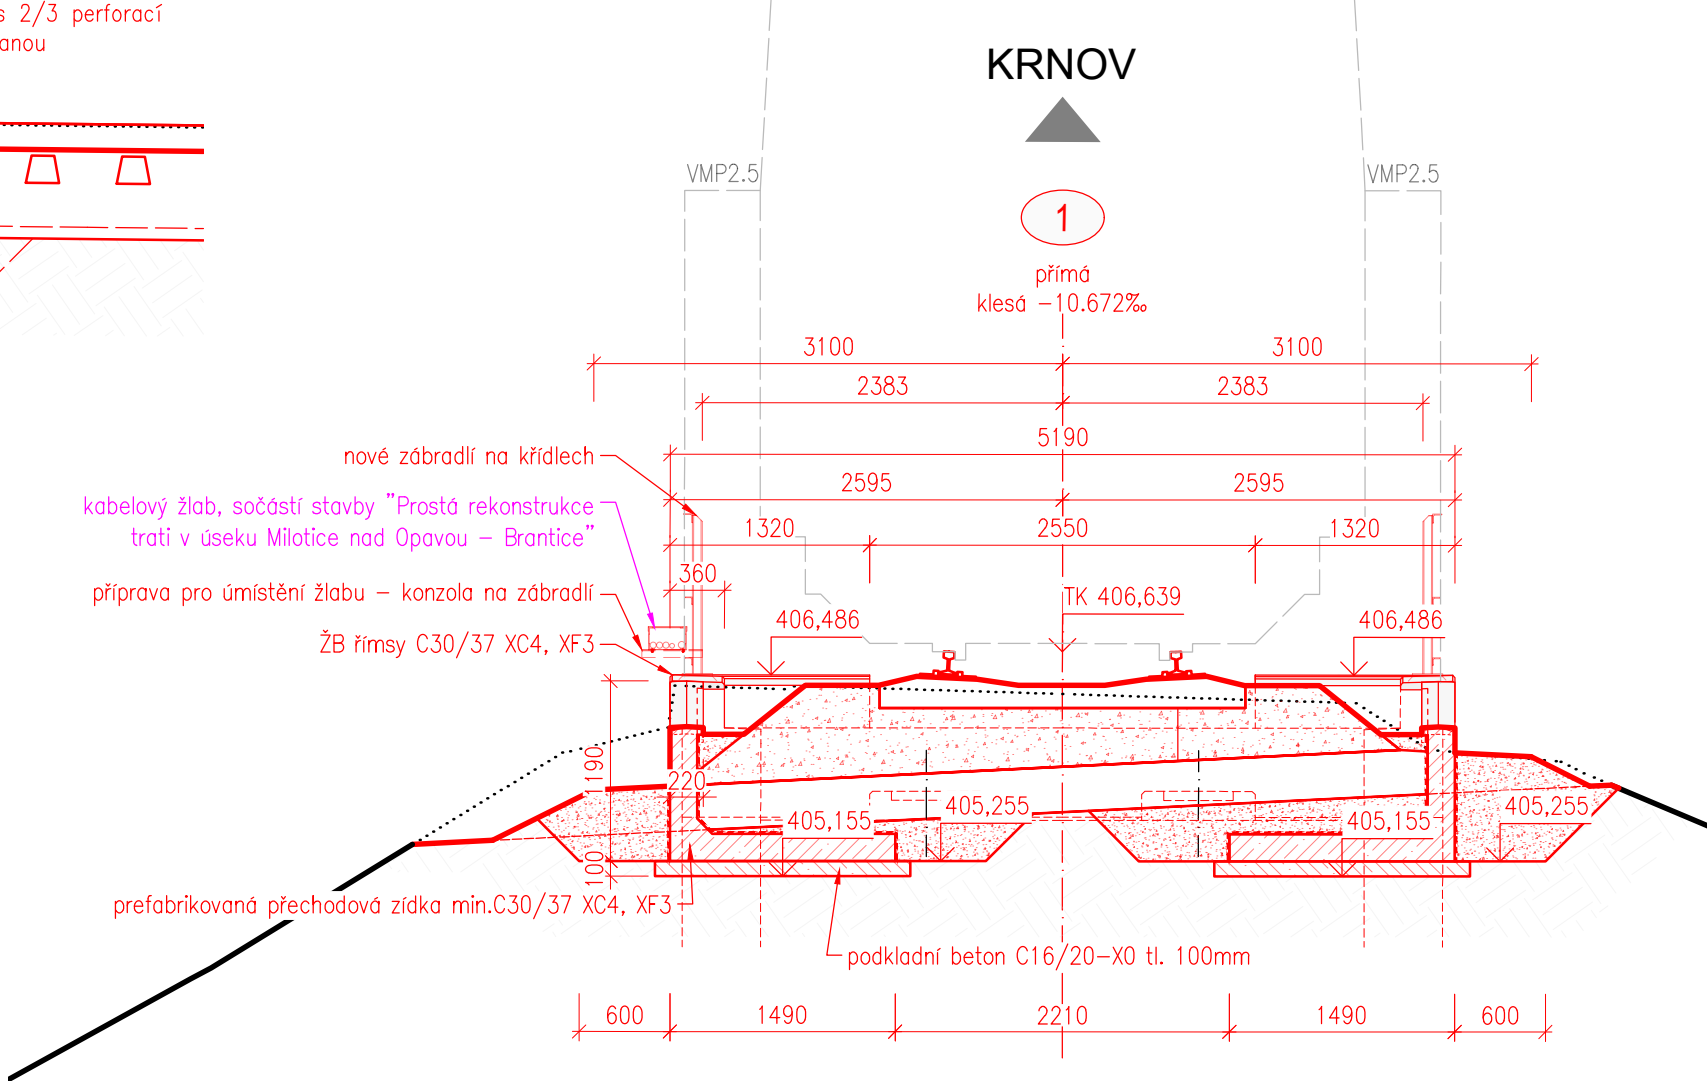 s 2/3 perforací
anou
KRNOV
VMP2.5
VMP2.5
1
přímá
klesá -10.672‰
3100
3100
2383
2383
5190
nové zábradlí na křídlech
2595
2595
kabelový žlab, sočástí stavby "Prostá rekonstrukce
trati v úseku Milotice nad Opavou - Brantice"
1320
2550
1320
360
příprava pro úmístění žlabu - konzola na zábradlí
TK 406,639
406,486
406,486
ŽB římsy C30/37 XC4, XF3
1190
220
405,155
405,255
405,155
405,255
100
prefabrikovaná přechodová zídka min.C30/37 XC4, XF3
podkladní beton C16/20-X0 tl. 100mm
600
1490
2210
1490
600